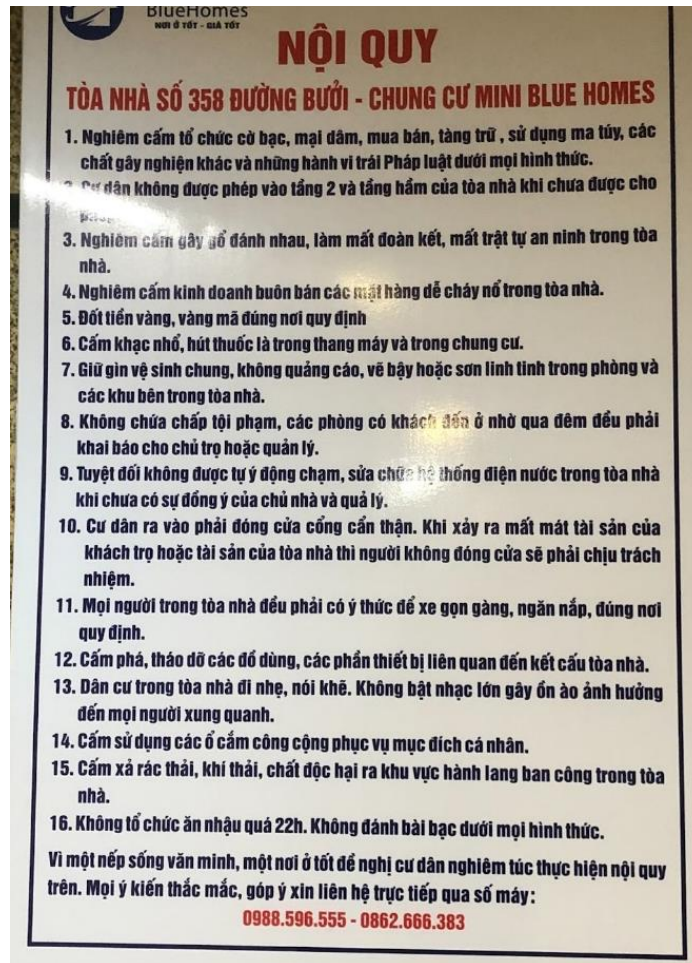 BlueHomes
NƠI Ở TỐT - GIÁ TỐT
NỘI QUY
TÒA NHÀ SỐ 358 ĐƯỜNG BƯỞI - CHUNG CƯ MINI BLUE HOMES
1. Nghiêm cấm tổ chức cờ bạc, mại dâm, mua bán, tàng trữ , sử dụng ma túy, các
chất gây nghiện khác và những hành vi trái Pháp luật dưới mọi hình thức.
2. Cư dân không được phép vào tầng 2 và tầng hầm của tòa nhà khi chưa được cho
3. Nghiêm cấm gây gổ đánh nhau, làm mất đoàn kết, mất trật tự an ninh trong tòa
nhà.
4. Nghiêm cấm kinh doanh buôn bán các mặt hàng dễ cháy nổ trong tòa nhà.
5. Đốt tiền vàng, vàng mã đúng nơi quy định
6. Cấm khạc nhổ, hút thuốc là trong thang máy và trong chung cư.
7. Giữ gìn vệ sinh chung, không quảng cáo, vẽ bậy hoặc sơn linh tinh trong phòng và
các khu bên trong tòa nhà.
8. Không chứa chấp tội phạm, các phòng có khách đến ở nhờ qua đêm đều phải
khai báo cho chủ trọ hoặc quản lý.
9. Tuyệt đối không được tự ý động chạm, sửa chữa hệ thống điện nước trong tòa nhà
khi chưa có sự đồng ý của chủ nhà và quả lý.
10. Cư dân ra vào phải đóng cửa cổng cẩn thận. Khi xảy ra mất mát tài sản của
khách trọ hoặc tài sản của tòa nhà thì người không đóng cửa sẽ phải chịu trách
nhiệm.
11. Mọi người trong tòa nhà đều phải có ý thức để xe gọn gàng, ngăn nắp, đúng nơi
quy định.
12. Cấm phá, tháo dỡ các đồ dùng, các phần thiết bị liên quan đến kết cấu tòa nhà.
13. Dân cư trong tòa nhà đi nhẹ, nói khẽ. Không bật nhạc lớn gây ồn ào ảnh hưởng
đến mọi người xung quanh.
14. Cấm sử dụng các ổ cắm công cộng phục vụ mục đích cá nhân.
15. Cấm xả rác thải, khí thải, chất độc hại ra khu vực hành lang ban công trong tòa
nhà.
16. Không tổ chức ăn nhậu quá 22h. Không đánh bài bạc dưới mọi hình thức.
Vì một nếp sống văn minh, một nơi ở tốt đề nghị cư dân nghiêm túc thực hiện nội quy
trên. Mọi ý kiến thắc mắc, góp ý xin liên hệ trực tiếp qua số máy:
0988.596.555 - 0862.666.383